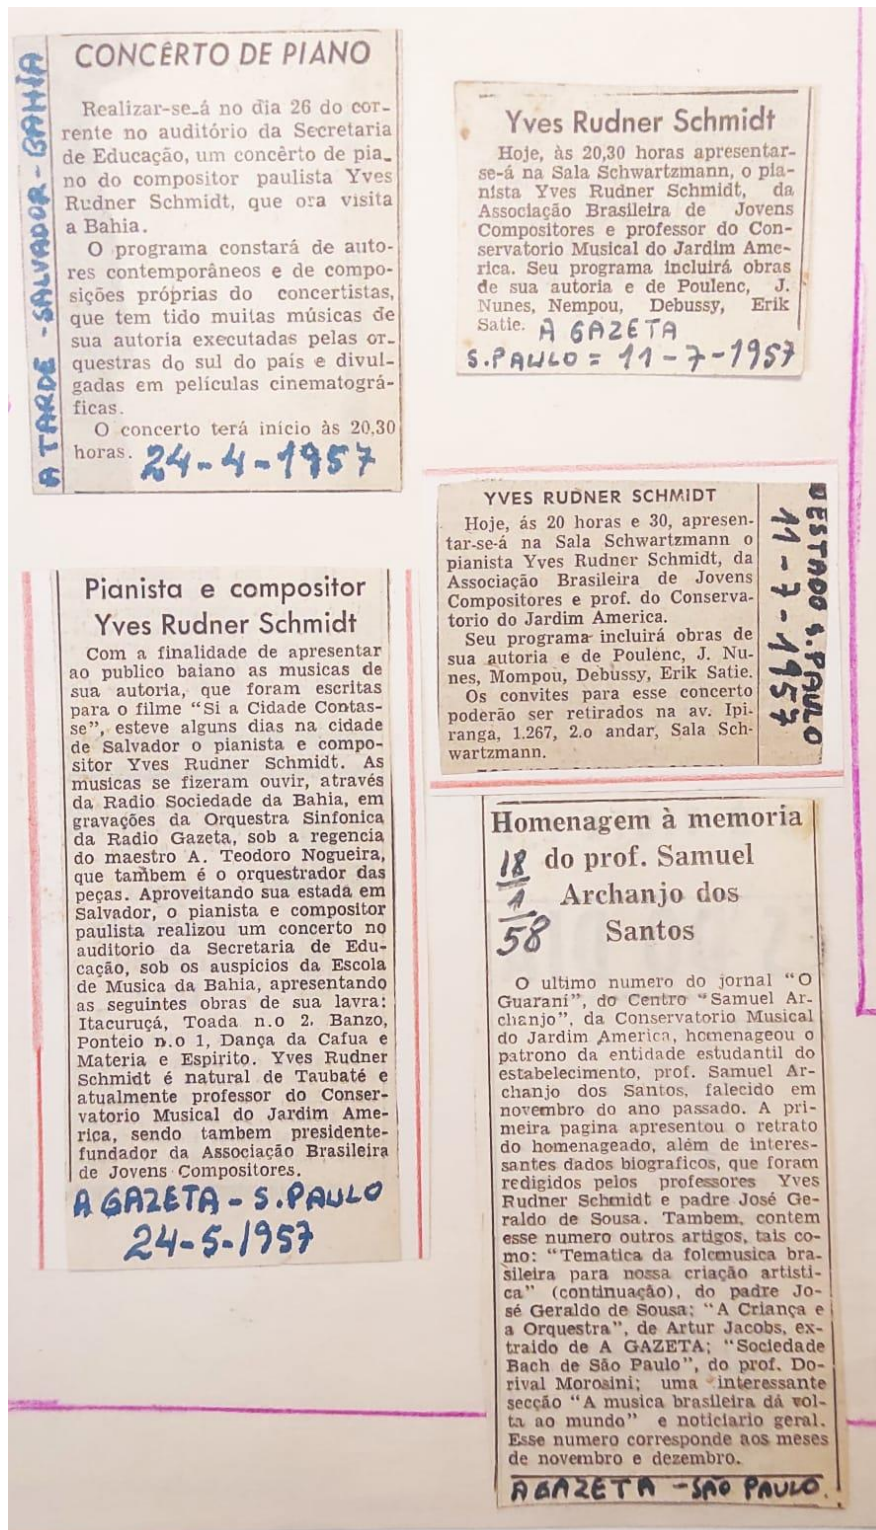 CONCÊRTO DE PIANO
Realizar-se-á no dia 26 do cor-
rente no auditório da Secretaria
de Educação, um concêrto de pia-
no do compositor paulista Yves
Rudner Schmidt, que ora visita
a Bahia.
O programa constará de auto-
res contemporâneos e de compo-
sições próprias do concertistas,
que tem tido muitas músicas de
sua autoria executadas pelas or-
questras do sul do país e divul-
gadas em películas cinematográ-
ficas.
O concerto terá início às 20,30
horas. 24-4-1957
A TARDE - SALVADOR - BAHIA
Yves Rudner Schmidt
Hoje, às 20,30 horas apresentar-
se-á na Sala Schwartzmann, o pia-
nista Yves Rudner Schmidt, da
Associação Brasileira de Jovens
Compositores e professor do Con-
servatorio Musical do Jardim Ame-
rica. Seu programa incluirá obras
de sua autoria e de Poulenc, J.
Nunes, Nempou, Debussy, Erik
Satie. A GAZETA
S. PAULO = 11-7-1957
YVES RUDNER SCHMIDT
Hoje, ás 20 horas e 30, apresen-
tar-se-á na Sala Schwartzmann o
pianista Yves Rudner Schmidt, da
Associação Brasileira de Jovens
Compositores e prof. do Conserva-
torio do Jardim America.
Seu programa incluirá obras de
sua autoria e de Poulenc, J. Nu-
nes, Mompou, Debussy, Erik Satie.
Os convites para esse concerto
poderão ser retirados na av. Ipi-
ranga, 1.267, 2.o andar, Sala Sch-
wartzmann.
ESTADO S. PAULO
11-7-1957
Pianista e compositor
Yves Rudner Schmidt
Com a finalidade de apresentar
ao publico baiano as musicas de
sua autoria, que foram escritas
para o filme "Si a Cidade Contas-
se", esteve alguns dias na cidade
de Salvador o pianista e compo-
sitor Yves Rudner Schmidt. As
musicas se fizeram ouvir, através
da Radio Sociedade da Bahia, em
gravações da Orquestra Sinfonica
da Radio Gazeta, sob a regencia
do maestro A. Teodoro Nogueira,
que tambem é o orquestrador das
peças. Aproveitando sua estada em
Salvador, o pianista e compositor
paulista realizou um concerto no
auditorio da Secretaria de Edu-
cação, sob os auspicios da Escola
de Musica da Bahia, apresentando
as seguintes obras de sua lavra:
Itacuruçá, Toada n.o 2, Banzo,
Ponteio n.o 1, Dança da Cafua e
Materia e Espirito. Yves Rudner
Schmidt é natural de Taubaté e
atualmente professor do Conser-
vatorio Musical do Jardim Ame-
rica, sendo tambem presidente-
fundador da Associação Brasileira
de Jovens Compositores.
A GAZETA - S. PAULO
24-5-1957
Homenagem à memoria
do prof. Samuel
Archanjo dos
Santos
18
1
58
O ultimo numero do jornal "O
Guaraní", do Centro "Samuel Ar-
chanjo", da Conservatorio Musical
do Jardim America, homenageou o
patrono da entidade estudantil do
estabelecimento, prof. Samuel Ar-
chanjo dos Santos, falecido em
novembro do ano passado. A pri-
meira pagina apresentou o retrato
do homenageado, além de interes-
santes dados biograficos, que foram
redigidos pelos professores Yves
Rudner Schmidt e padre José Ge-
raldo de Sousa. Tambem, contem
esse numero outros artigos, tais co-
mo: "Tematica da folcmusica bra-
sileira para nossa criação artisti-
ca" (continuação), do padre Jo-
sé Geraldo de Sousa; "A Criança e
a Orquestra", de Artur Jacobs, ex-
traido de A GAZETA; "Sociedade
Bach de São Paulo", do prof. Do-
rival Morosini; uma interessante
secção "A musica brasileira dá vol-
ta ao mundo" e noticiario geral.
Esse numero corresponde aos meses
de novembro e dezembro.
A GAZETA - SÃO PAULO.